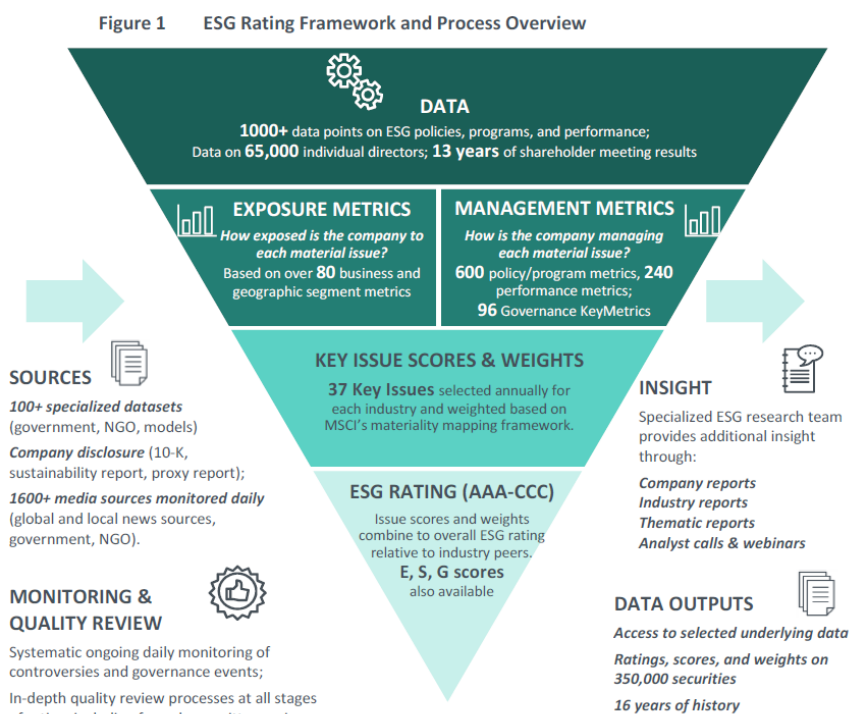 Figure 1 ESG Rating Framework and Process Overview
DATA
1000+ data points on ESG policies, programs, and performance;
Data on 65,000 individual directors; 13 years of shareholder meeting results
EXPOSURE METRICS
How exposed is the company to
each material issue?
Based on over 80 business and
geographic segment metrics
MANAGEMENT METRICS
How is the company managing
each material issue?
600 policy/program metrics, 240
performance metrics;
96 Governance KeyMetrics
KEY ISSUE SCORES & WEIGHTS
37 Key Issues selected annually for
each industry and weighted based on
MSCI's materiality mapping framework.
ESG RATING (AAA-CCC)
Issue scores and weights
combine to overall ESG rating
relative to industry peers.
E, S, G scores
also available
SOURCES
100+ specialized datasets
(government, NGO, models)
Company disclosure (10-K,
sustainability report, proxy report);
1600+ media sources monitored daily
(global and local news sources,
government, NGO).
MONITORING &
QUALITY REVIEW
Systematic ongoing daily monitoring of
controversies and governance events;
In-depth quality review processes at all stages
INSIGHT
Specialized ESG research team
provides additional insight
through:
Company reports
Industry reports
Thematic reports
Analyst calls & webinars
DATA OUTPUTS
Access to selected underlying data
Ratings, scores, and weights on
350,000 securities
16 years of history